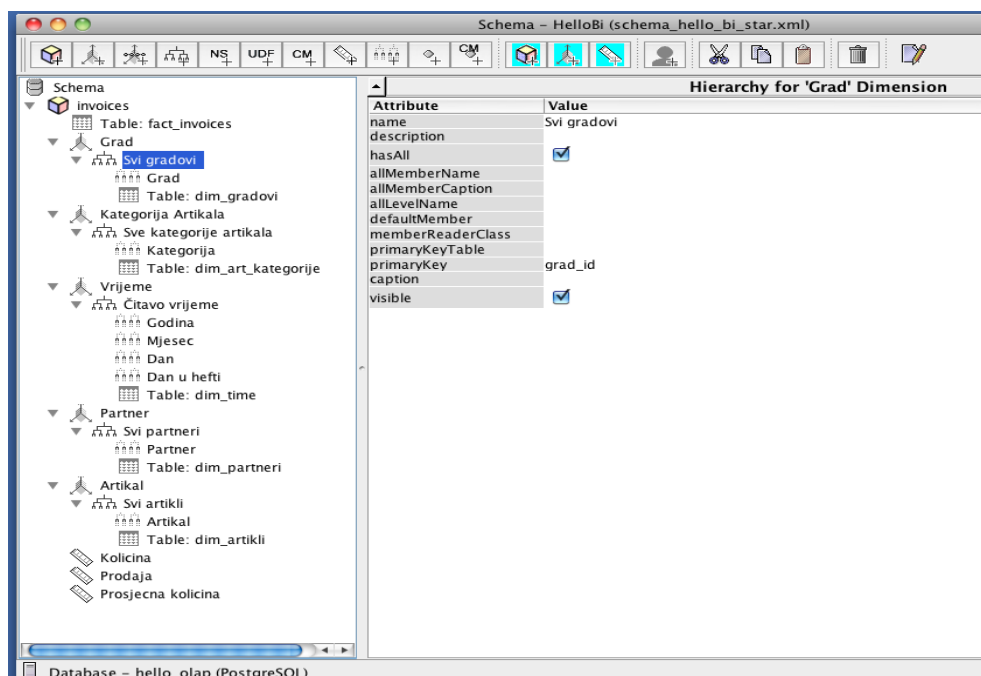 Schema – HelloBi (schema_hello_bi_star.xml)
NS UDF CM CM
Schema
invoices
Table: fact_invoices
Grad
Svi gradovi
Grad
Table: dim_gradovi
Kategorija Artikala
Sve kategorije artikala
Kategorija
Table: dim_art_kategorije
Vrijeme
Čitavo vrijeme
Godina
Mjesec
Dan
Dan u hefti
Table: dim_time
Partner
Svi partneri
Partner
Table: dim_partneri
Artikal
Svi artikli
Artikal
Table: dim_artikli
Kolicina
Prodaja
Prosjecna kolicina
Hierarchy for 'Grad' Dimension
Attribute Value
name Svi gradovi
description
hasAll
allMemberName
allMemberCaption
allLevelName
defaultMember
memberReaderClass
primaryKeyTable
primaryKey grad_id
caption
visible
Database – hello_olap (PostgreSQL)